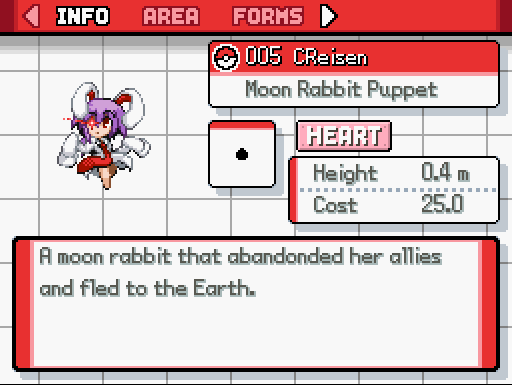 INFO AREA FORMS
005 CReisen
Moon Rabbit Puppet
HEART
Height 0.4 m
Cost 25.0
A moon rabbit that abandonded her allies
and fled to the Earth.